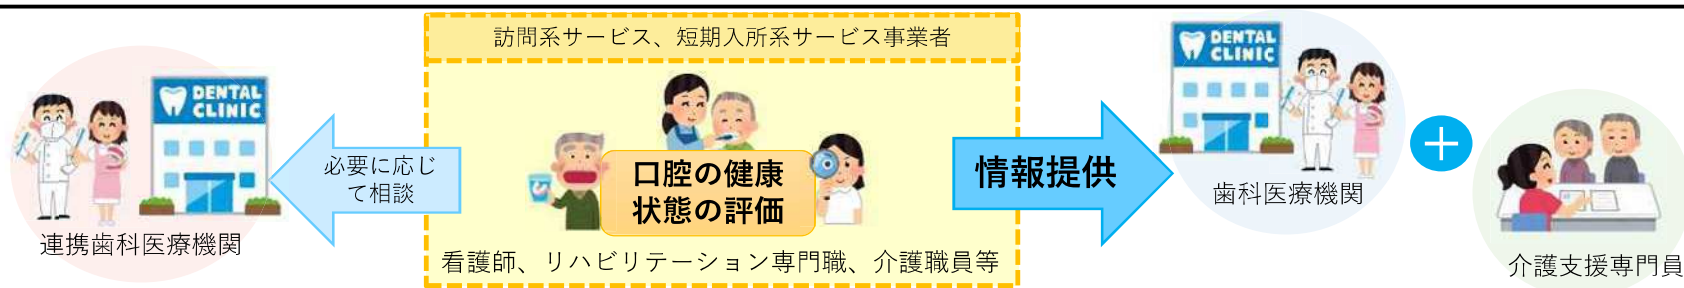 訪問系サービス、短期入所系サービス事業者
DENTAL
CLINIC
必要に応じ
て相談
連携歯科医療機関
口腔の健康
状態の評価
看護師、リハビリテーション専門職、介護職員等
情報提供
DENTAL
CLINIC
歯科医療機関
＋
介護支援専門員